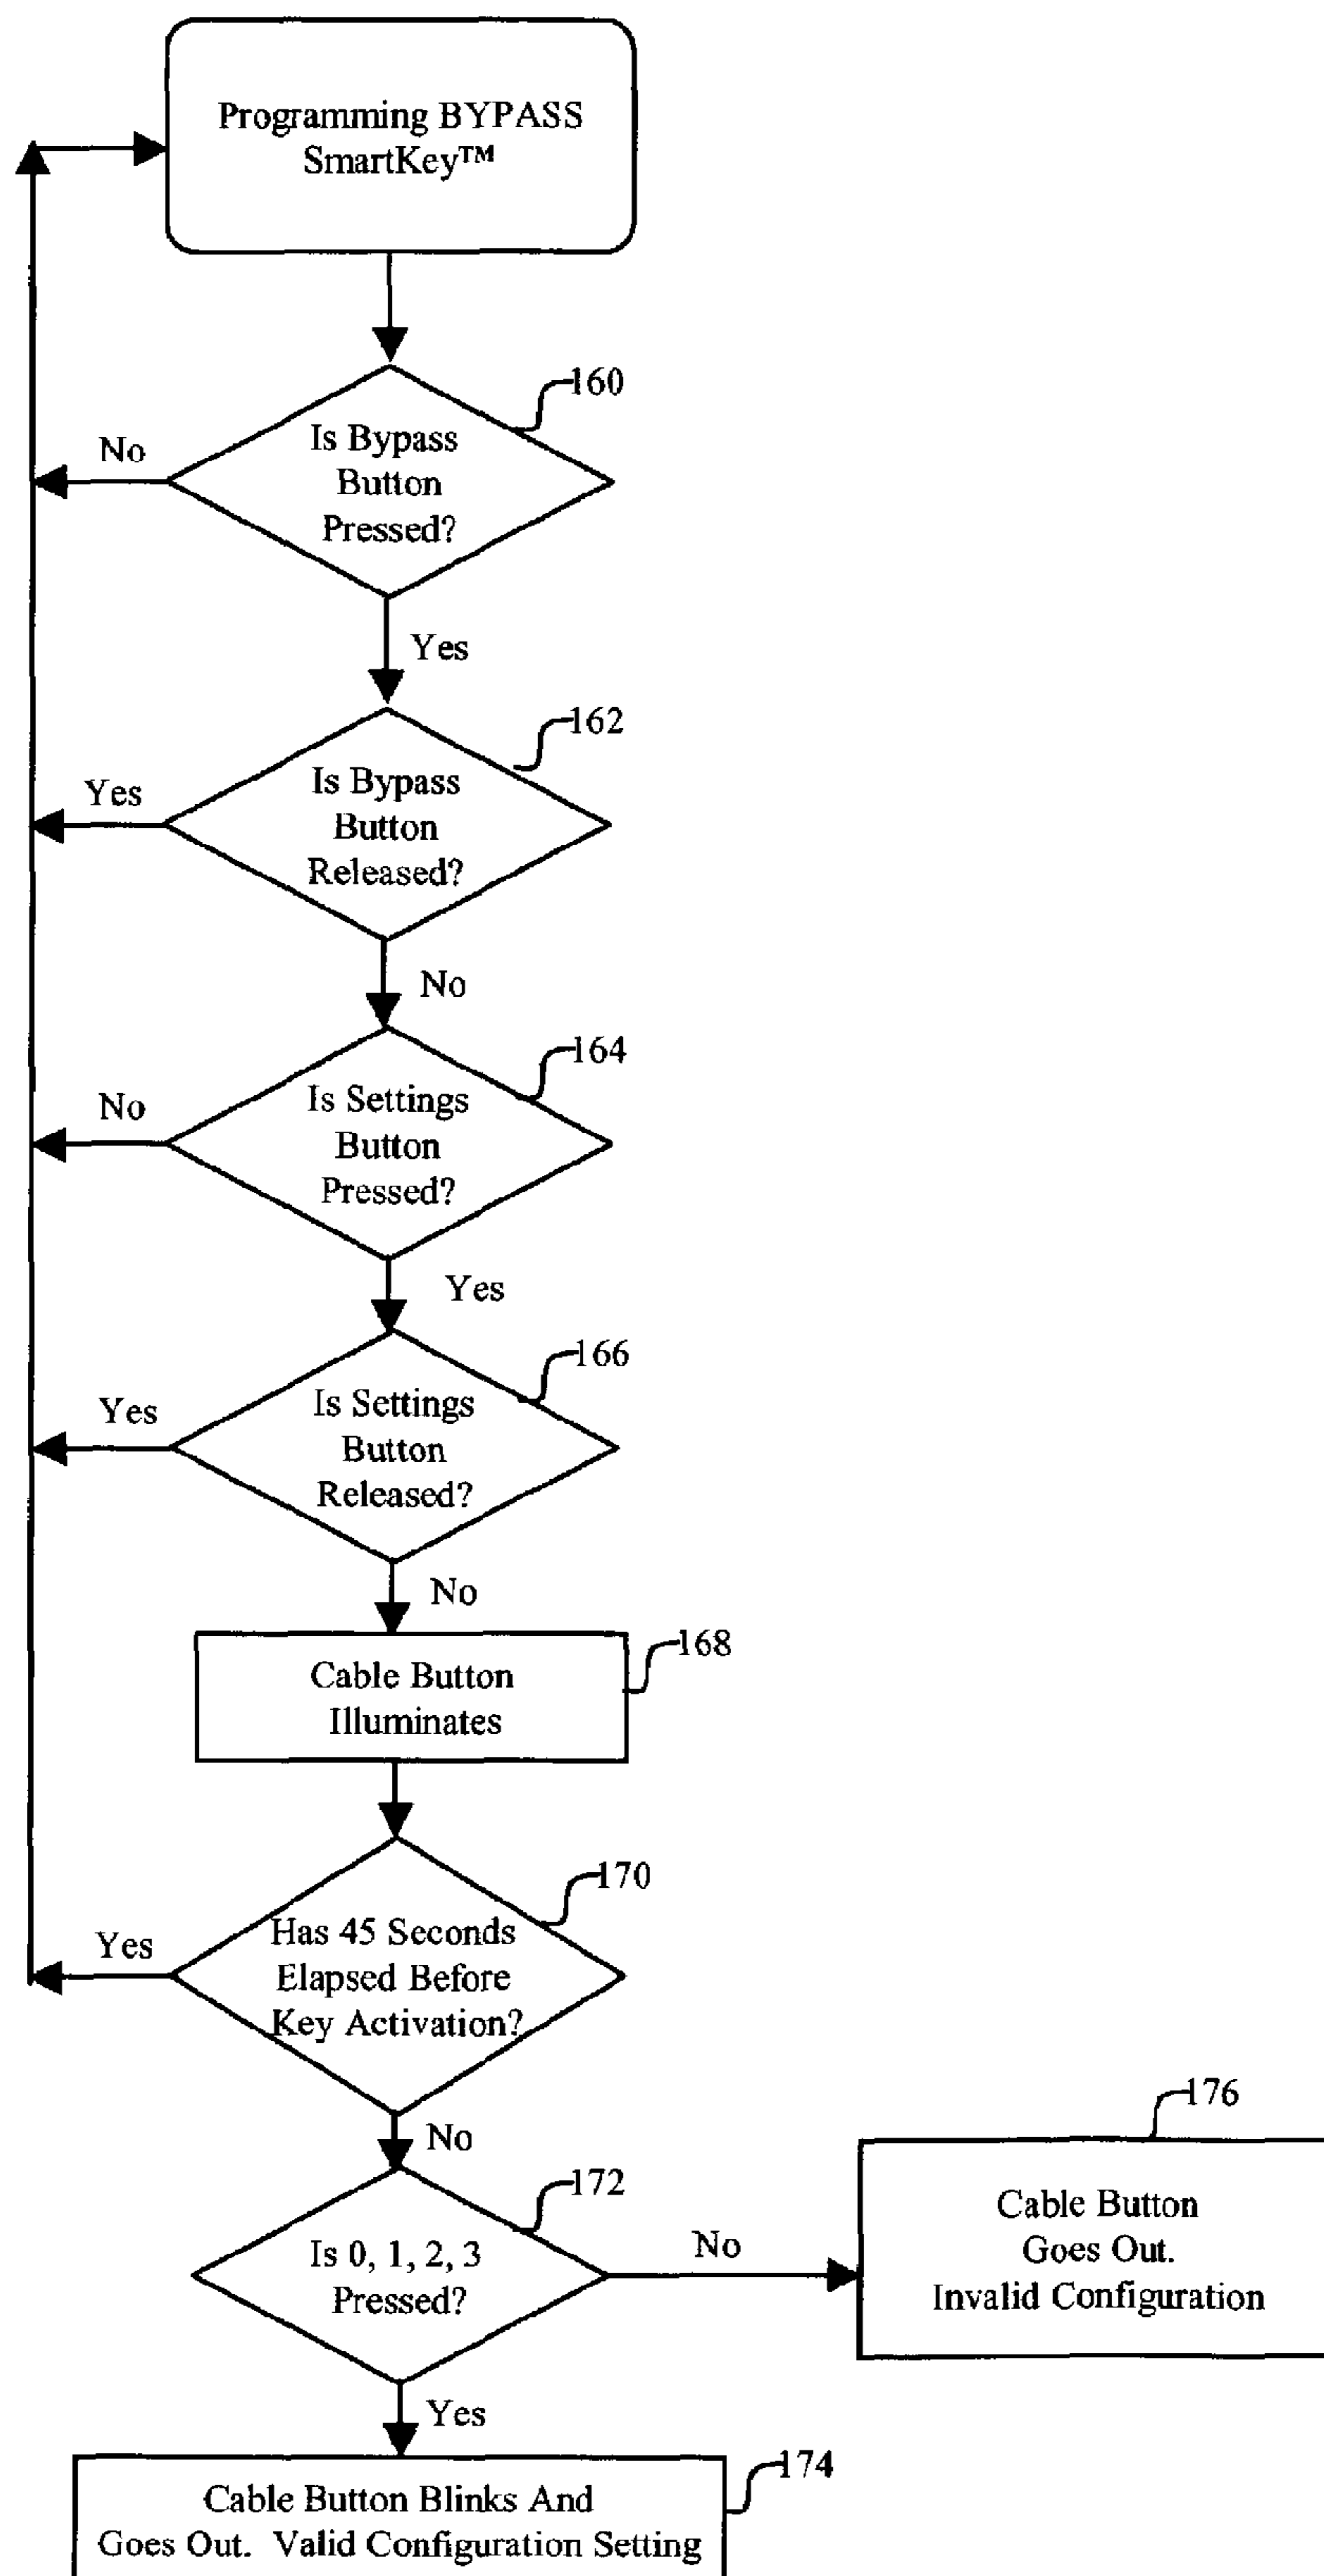 Programming BYPASS
SmartKey™
160
Is Bypass
Button
Pressed?
No
Yes
162
Is Bypass
Button
Released?
Yes
No
164
Is Settings
Button
Pressed?
No
Yes
166
Is Settings
Button
Released?
Yes
No
168
Cable Button
Illuminates
170
Has 45 Seconds
Elapsed Before
Key Activation?
Yes
No
172
Is 0, 1, 2, 3
Pressed?
No
176
Cable Button
Goes Out.
Invalid Configuration
Yes
174
Cable Button Blinks And
Goes Out. Valid Configuration Setting